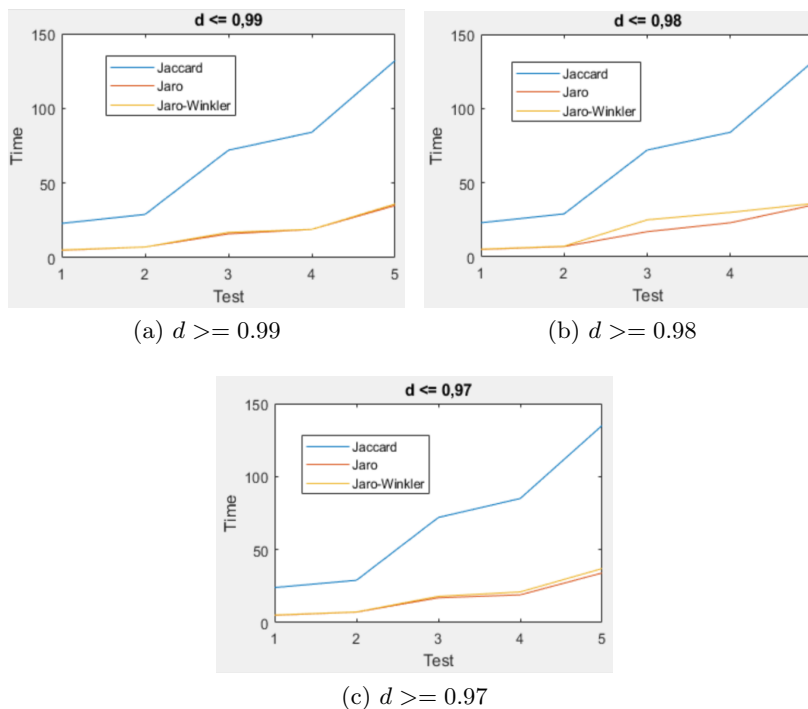 d <= 0,99
150
100
50
0
Time
Jaccard
Jaro
Jaro-Winkler
1 2 3 4 5
Test
(a) d >= 0.99
d <= 0,98
150
100
50
0
Time
Jaccard
Jaro
Jaro-Winkler
1 2 3 4
Test
(b) d >= 0.98
d <= 0,97
150
100
50
0
Time
Jaccard
Jaro
Jaro-Winkler
1 2 3 4 5
Test
(c) d >= 0.97